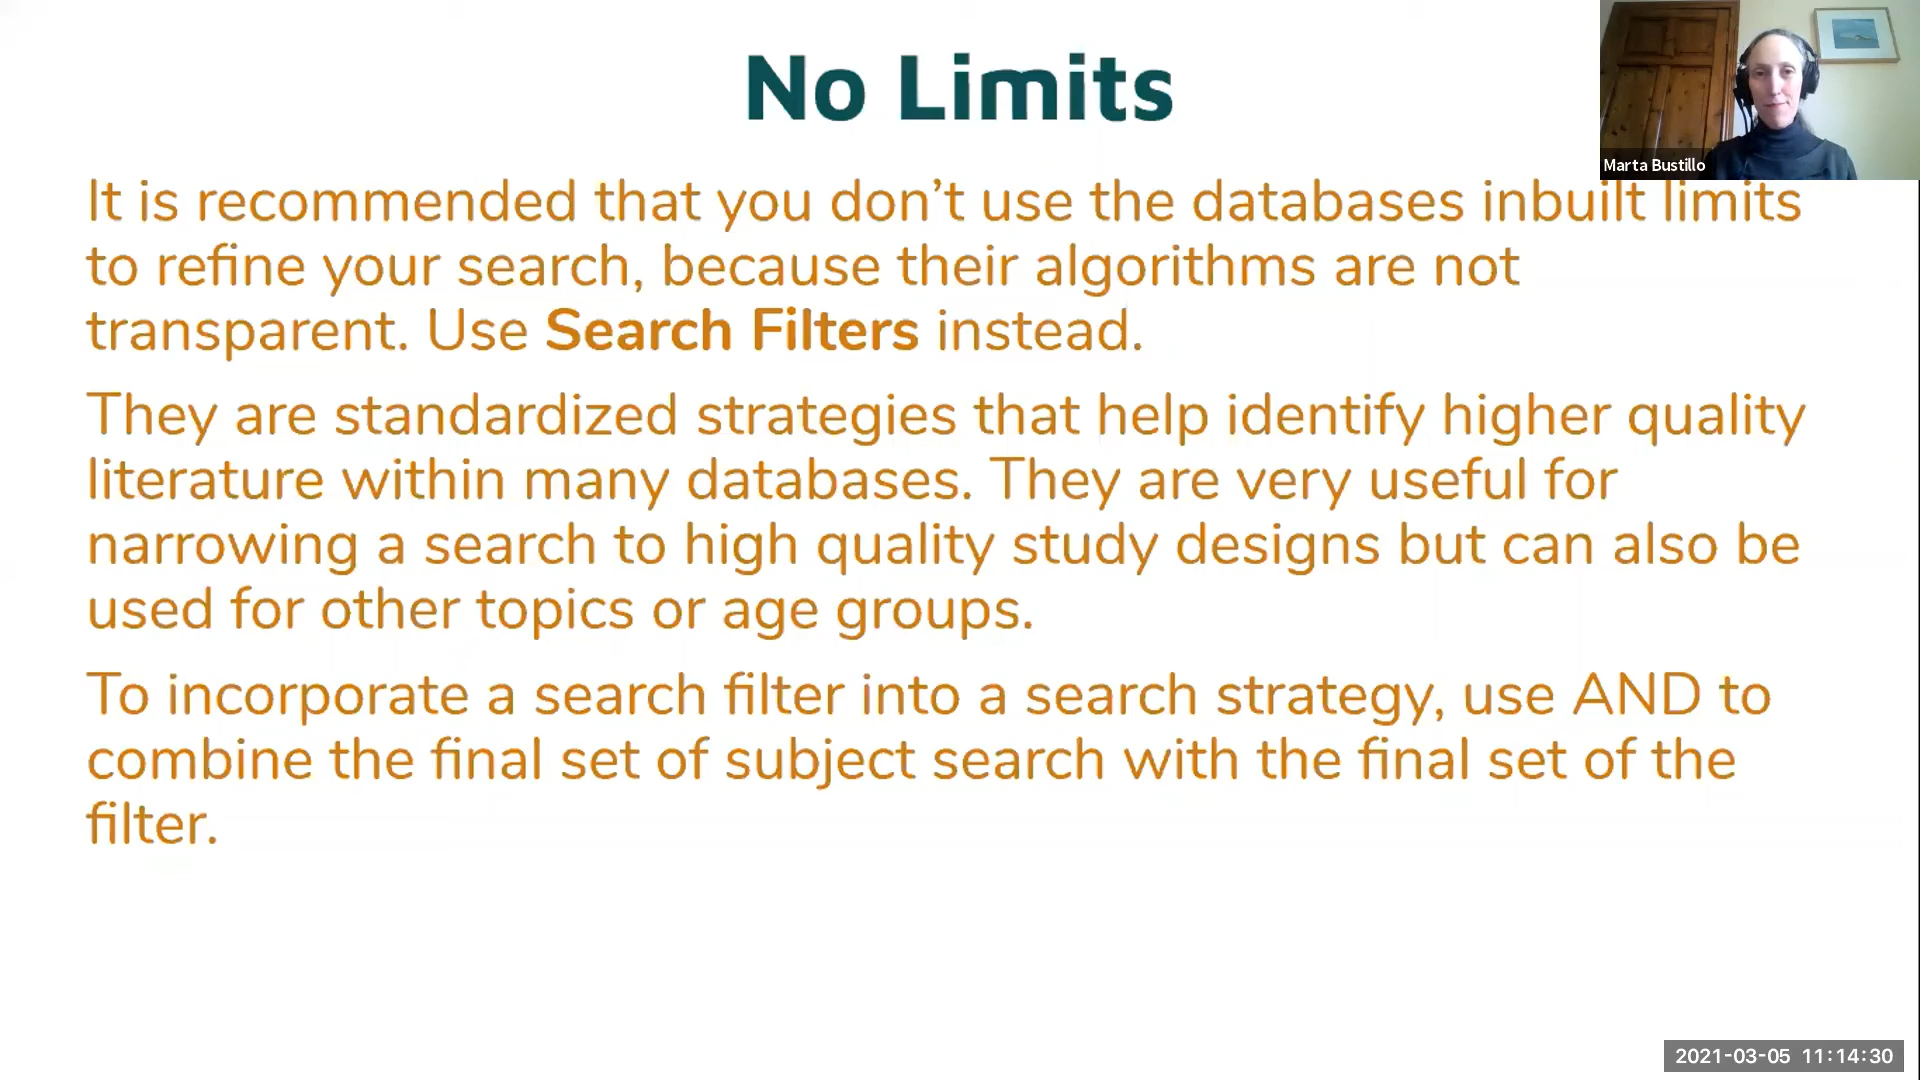 No Limits
Marta Bustillo
It is recommended that you don’t use the databases inbuilt limits
to refine your search, because their algorithms are not
transparent. Use Search Filters instead.
They are standardized strategies that help identify higher quality
literature within many databases. They are very useful for
narrowing a search to high quality study designs but can also be
used for other topics or age groups.
To incorporate a search filter into a search strategy, use AND to
combine the final set of subject search with the final set of the
filter.
2021-03-05 11:14:30